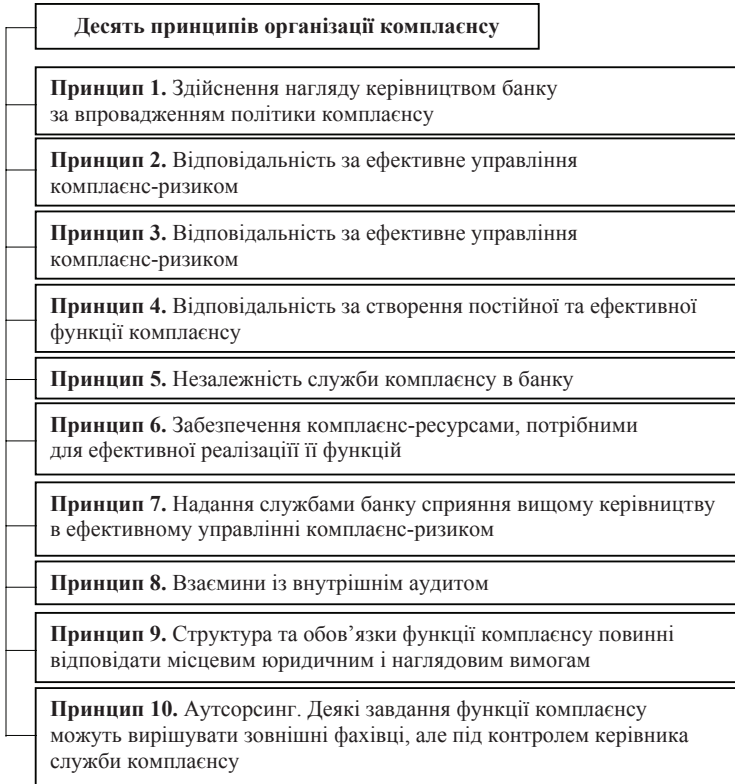 Десять принципів організації комплаєнсу
Принцип 1. Здійснення нагляду керівництвом банку
за впровадженням політики комплаєнсу
Принцип 2. Відповідальність за ефективне управління
комплаєнс-ризиком
Принцип 3. Відповідальність за ефективне управління
комплаєнс-ризиком
Принцип 4. Відповідальність за створення постійної та ефективної
функції комплаєнсу
Принцип 5. Незалежність служби комплаєнсу в банку
Принцип 6. Забезпечення комплаєнс-ресурсами, потрібними
для ефективної реалізаціїї її функцій
Принцип 7. Надання службами банку сприяння вищому керівництву
в ефективному управлінні комплаєнс-ризиком
Принцип 8. Взаємини із внутрішнім аудитом
Принцип 9. Структура та обов’язки функції комплаєнсу повинні
відповідати місцевим юридичним і наглядовим вимогам
Принцип 10. Аутсорсинг. Деякі завдання функції комплаєнсу
можуть вирішувати зовнішні фахівці, але під контролем керівника
служби комплаєнсу